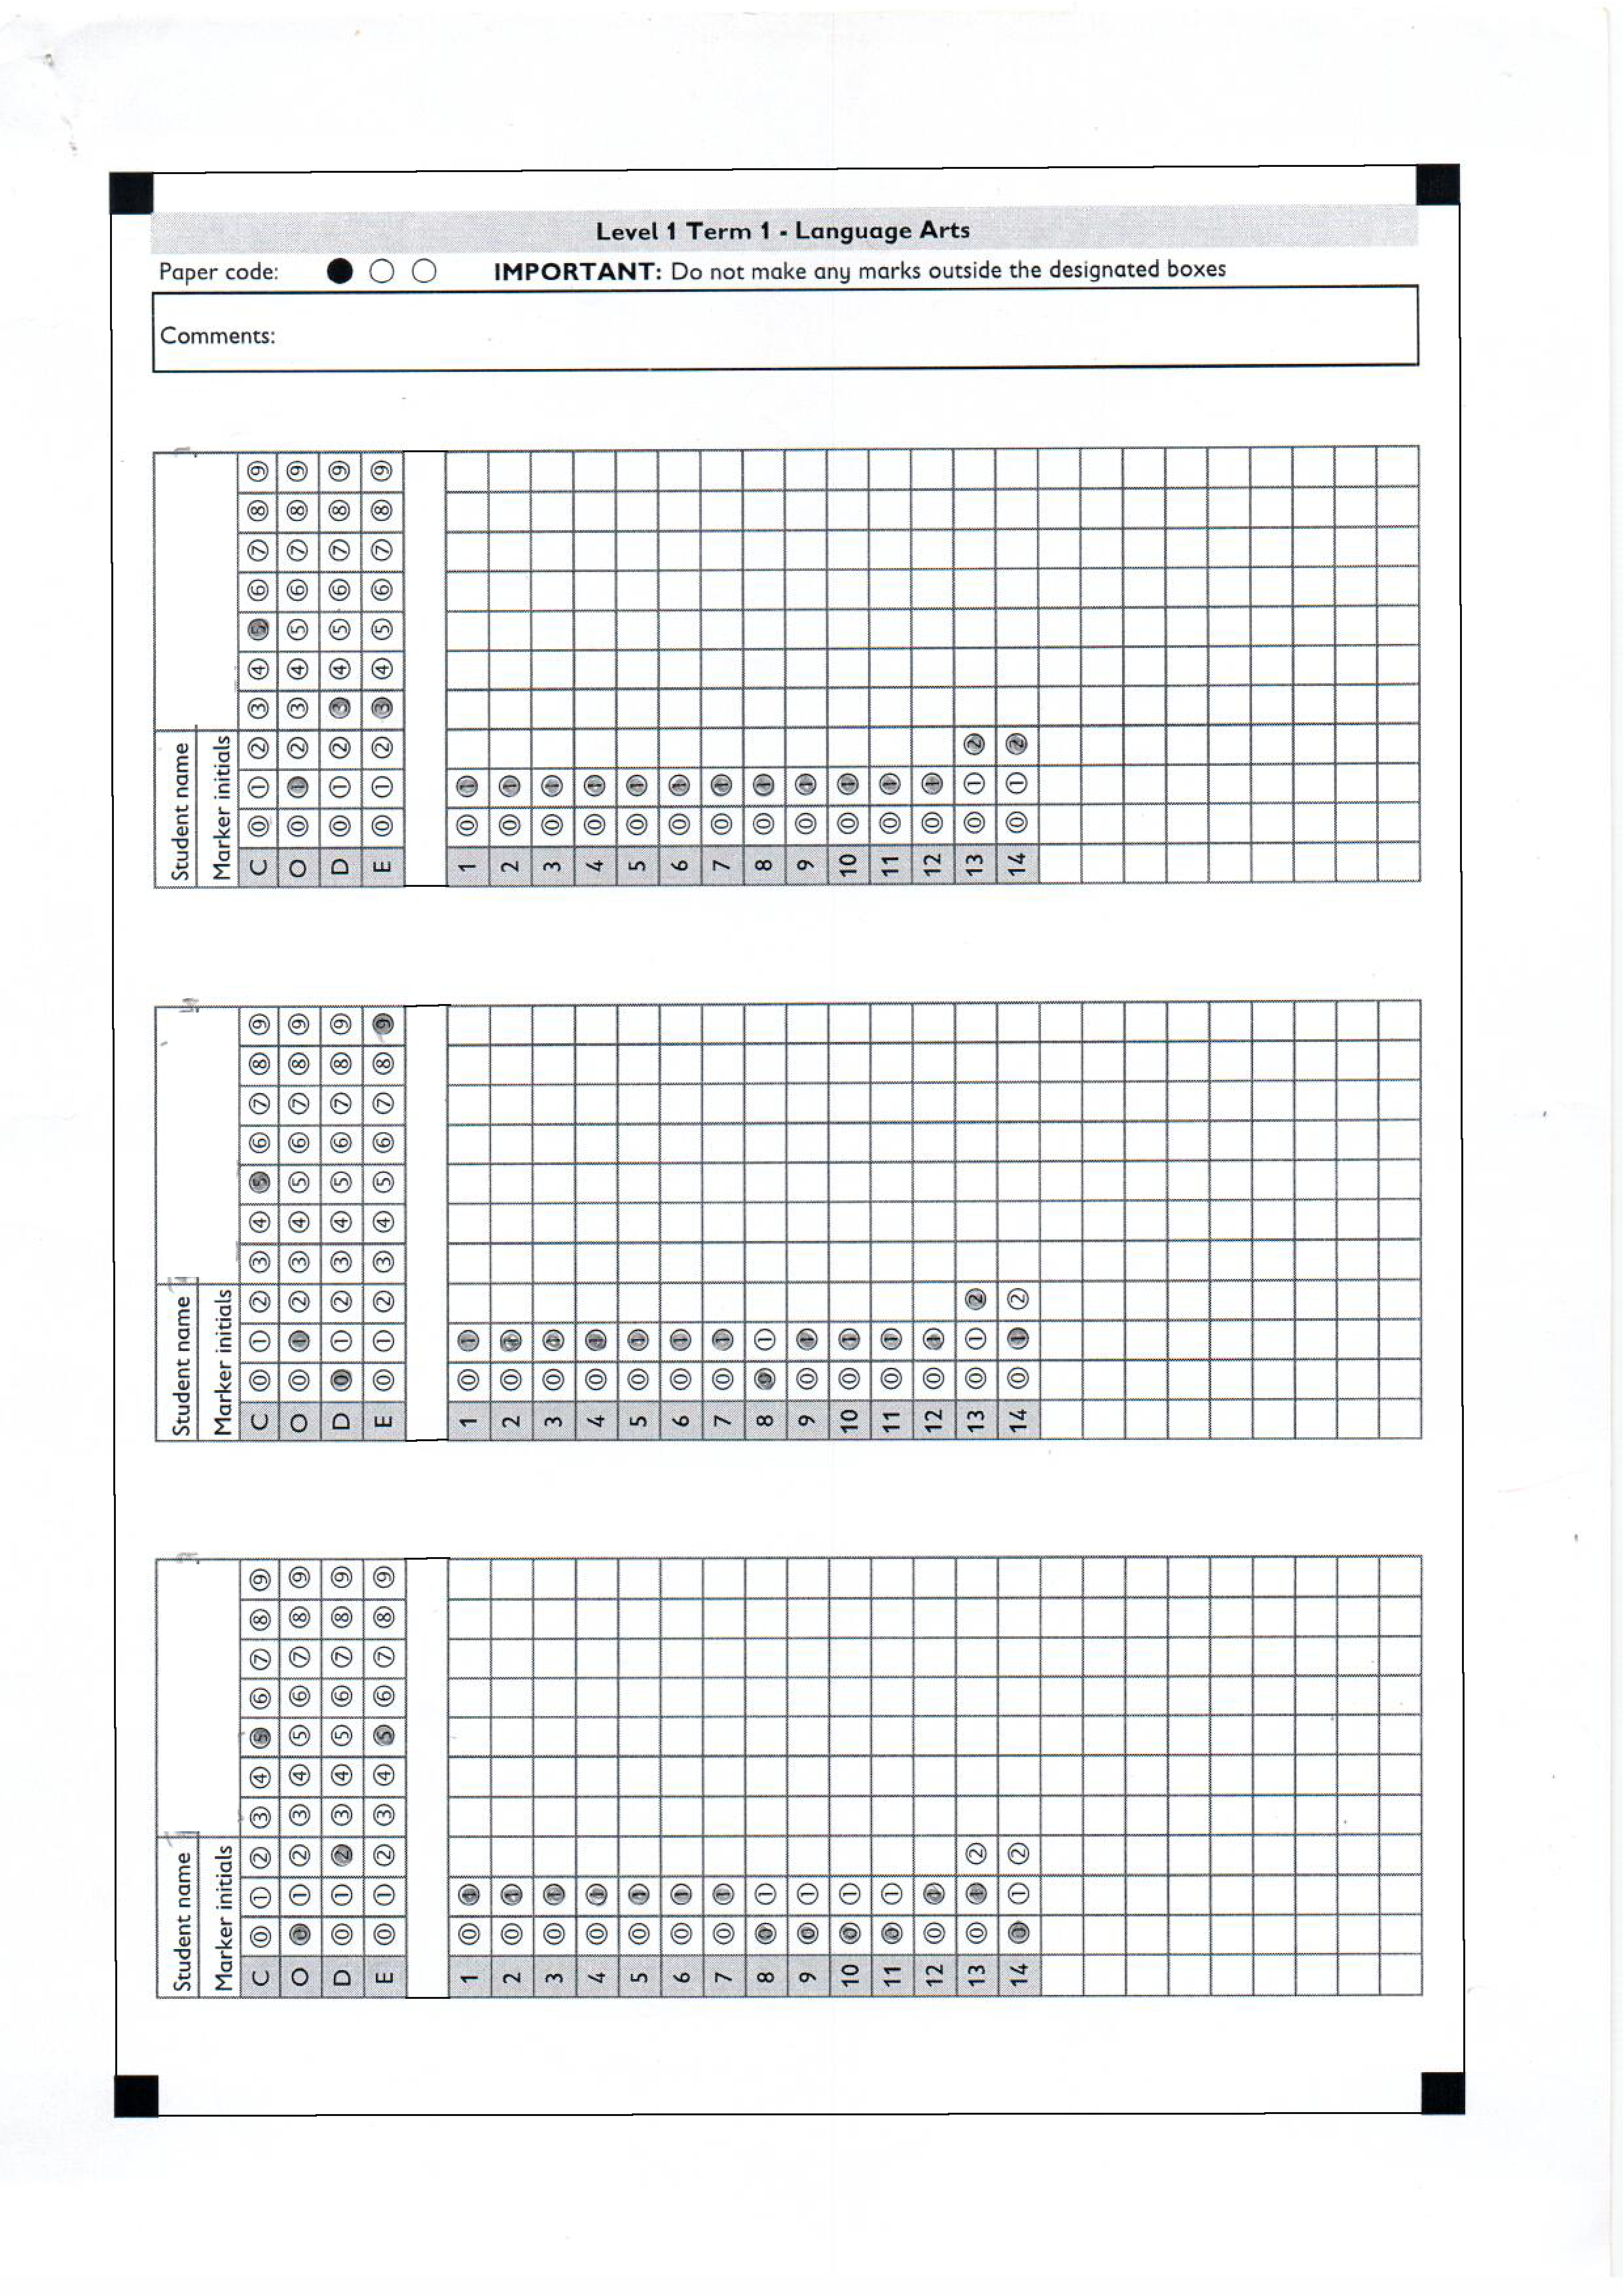 Level 1 Term 1 - Language Arts
Paper code:
IMPORTANT: Do not make any marks outside the designated boxes
Comments:
Student name
Marker initials
C 0 1 2 3 4 5 6 7 8 9
O 0 1 2 3 4 5 6 7 8 9
D 0 1 2 3 4 5 6 7 8 9
E 0 1 2 3 4 5 6 7 8 9
1 0 1
2 0 1
3 0 1
4 0 1
5 0 1
6 0 1
7 0 1
8 0 1
9 0 1
10 0 1
11 0 1
12 0 1
13 0 1 2
14 0 1 2
Student name
Marker initials
C 0 1 2 3 4 5 6 7 8 9
O 0 1 2 3 4 5 6 7 8 9
D 0 1 2 3 4 5 6 7 8 9
E 0 1 2 3 4 5 6 7 8 9
1 0 1
2 0 1
3 0 1
4 0 1
5 0 1
6 0 1
7 0 1
8 0 1
9 0 1
10 0 1
11 0 1
12 0 1
13 0 1 2
14 0 1 2
Student name
Marker initials
C 0 1 2 3 4 5 6 7 8 9
O 0 1 2 3 4 5 6 7 8 9
D 0 1 2 3 4 5 6 7 8 9
E 0 1 2 3 4 5 6 7 8 9
1 0 1
2 0 1
3 0 1
4 0 1
5 0 1
6 0 1
7 0 1
8 0 1
9 0 1
10 0 1
11 0 1
12 0 1
13 0 1 2
14 0 1 2